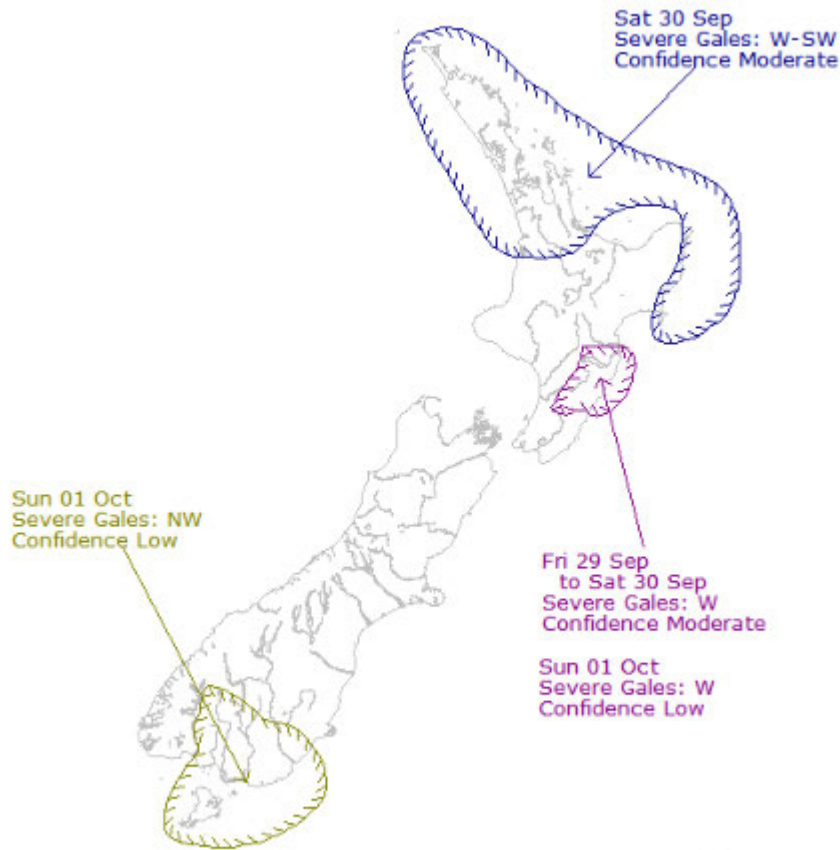 Sat 30 Sep
Severe Gales: W-SW
Confidence Moderate
Sun 01 Oct
Severe Gales: NW
Confidence Low
Fri 29 Sep
to Sat 30 Sep
Severe Gales: W
Confidence Moderate
Sun 01 Oct
Severe Gales: W
Confidence Low